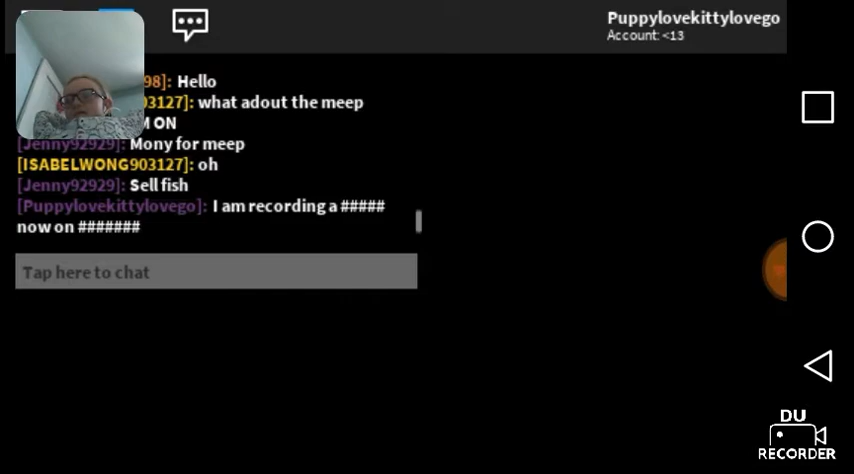 Puppylovekittylovego
Account: <13
98]: Hello
03127]: what adout the meep
M ON
[Jenny92929]: Mony for meep
[ISABELWONG903127]: oh
[Jenny92929]: Sell fish
[Puppylovekittylovego]: I am recording a #####
now on #######
Tap here to chat
DU
RECORDER